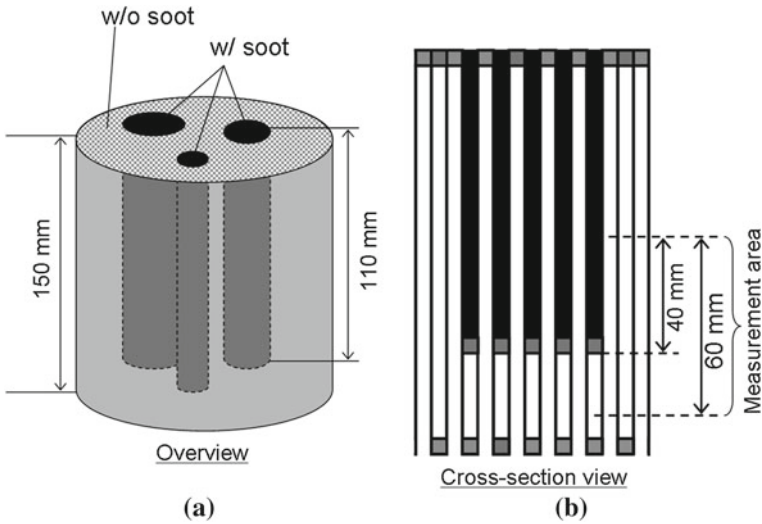 w/o soot
w/ soot
150 mm
110 mm
Overview
(a)
40 mm
60 mm
Measurement area
Cross-section view
(b)